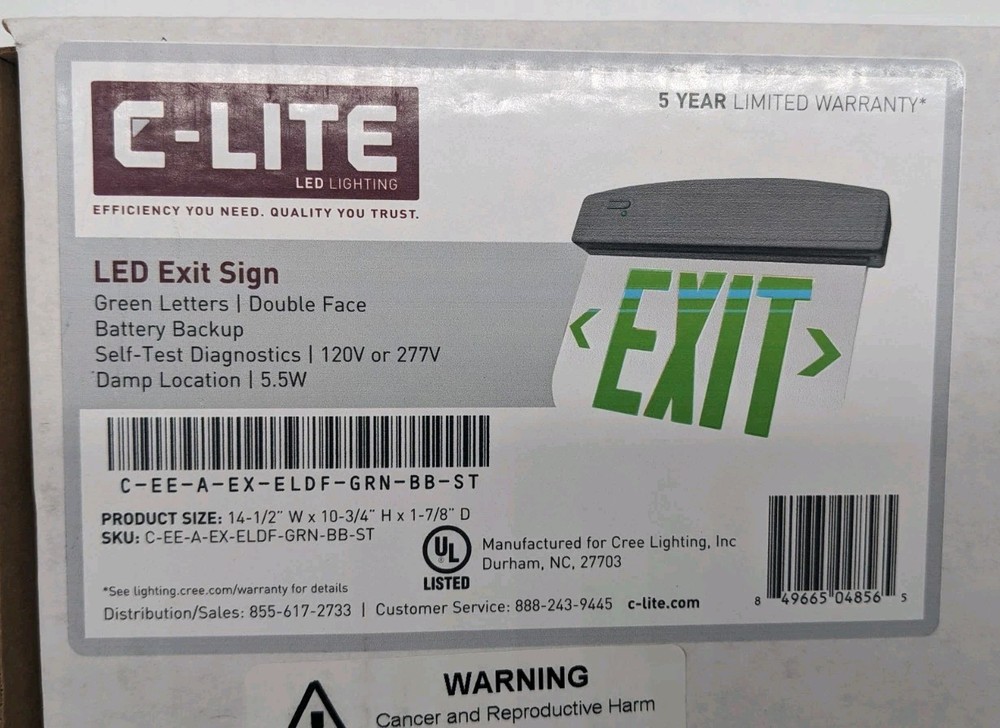 C-LITE
LED LIGHTING
EFFICIENCY YOU NEED. QUALITY YOU TRUST.
5 YEAR LIMITED WARRANTY*
LED Exit Sign
Green Letters | Double Face
Battery Backup
Self-Test Diagnostics | 120V or 277V
Damp Location | 5.5W
EXIT
C-EE-A-EX-ELDF-GRN-BB-ST
PRODUCT SIZE: 14-1/2" W x 10-3/4" H x 1-7/8" D
SKU: C-EE-A-EX-ELDF-GRN-BB-ST
UL
LISTED
Manufactured for Cree Lighting, Inc
Durham, NC, 27703
*See lighting.cree.com/warranty for details
Distribution/Sales: 855-617-2733 | Customer Service: 888-243-9445 c-lite.com
8 49665 04856 5
WARNING
Cancer and Reproductive Harm